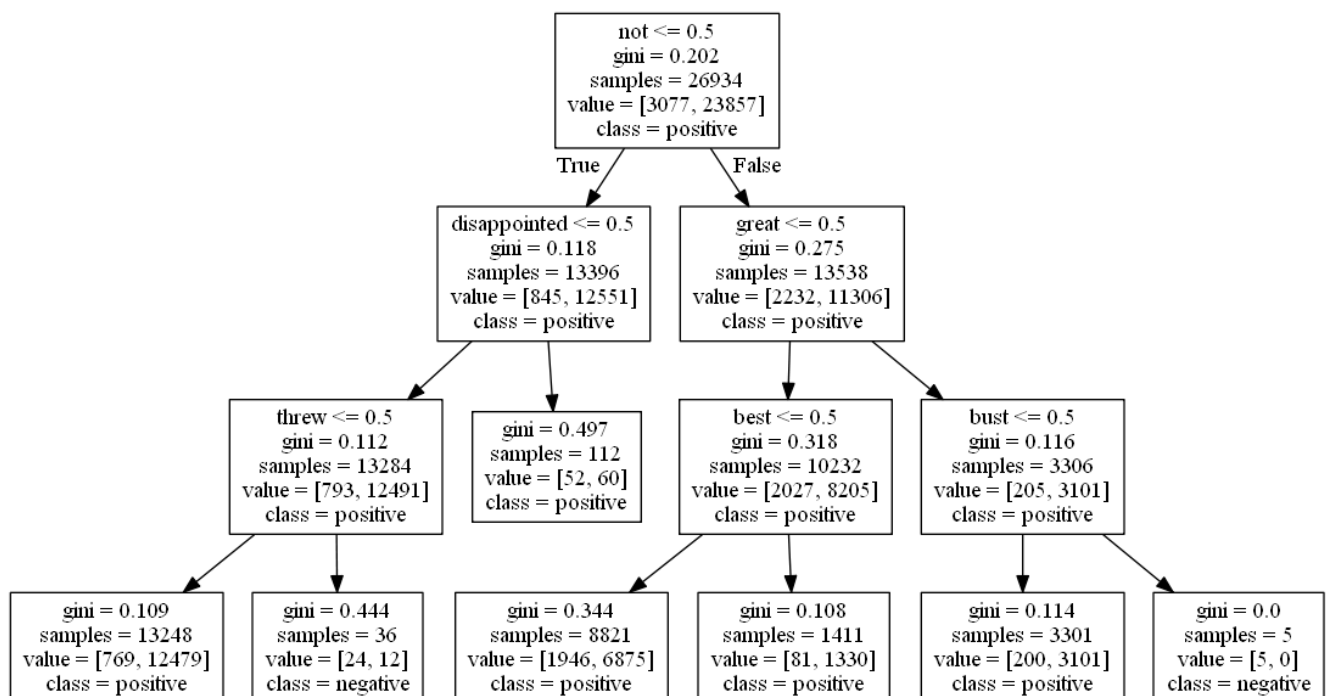 not <= 0.5
gini = 0.202
samples = 26934
value = [3077, 23857]
class = positive
True
False
disappointed <= 0.5
gini = 0.118
samples = 13396
value = [845, 12551]
class = positive
great <= 0.5
gini = 0.275
samples = 13538
value = [2232, 11306]
class = positive
threw <= 0.5
gini = 0.112
samples = 13284
value = [793, 12491]
class = positive
gini = 0.497
samples = 112
value = [52, 60]
class = positive
best <= 0.5
gini = 0.318
samples = 10232
value = [2027, 8205]
class = positive
bust <= 0.5
gini = 0.116
samples = 3306
value = [205, 3101]
class = positive
gini = 0.109
samples = 13248
value = [769, 12479]
class = positive
gini = 0.444
samples = 36
value = [24, 12]
class = negative
gini = 0.344
samples = 8821
value = [1946, 6875]
class = positive
gini = 0.108
samples = 1411
value = [81, 1330]
class = positive
gini = 0.114
samples = 3301
value = [200, 3101]
class = positive
gini = 0.0
samples = 5
value = [5, 0]
class = negative